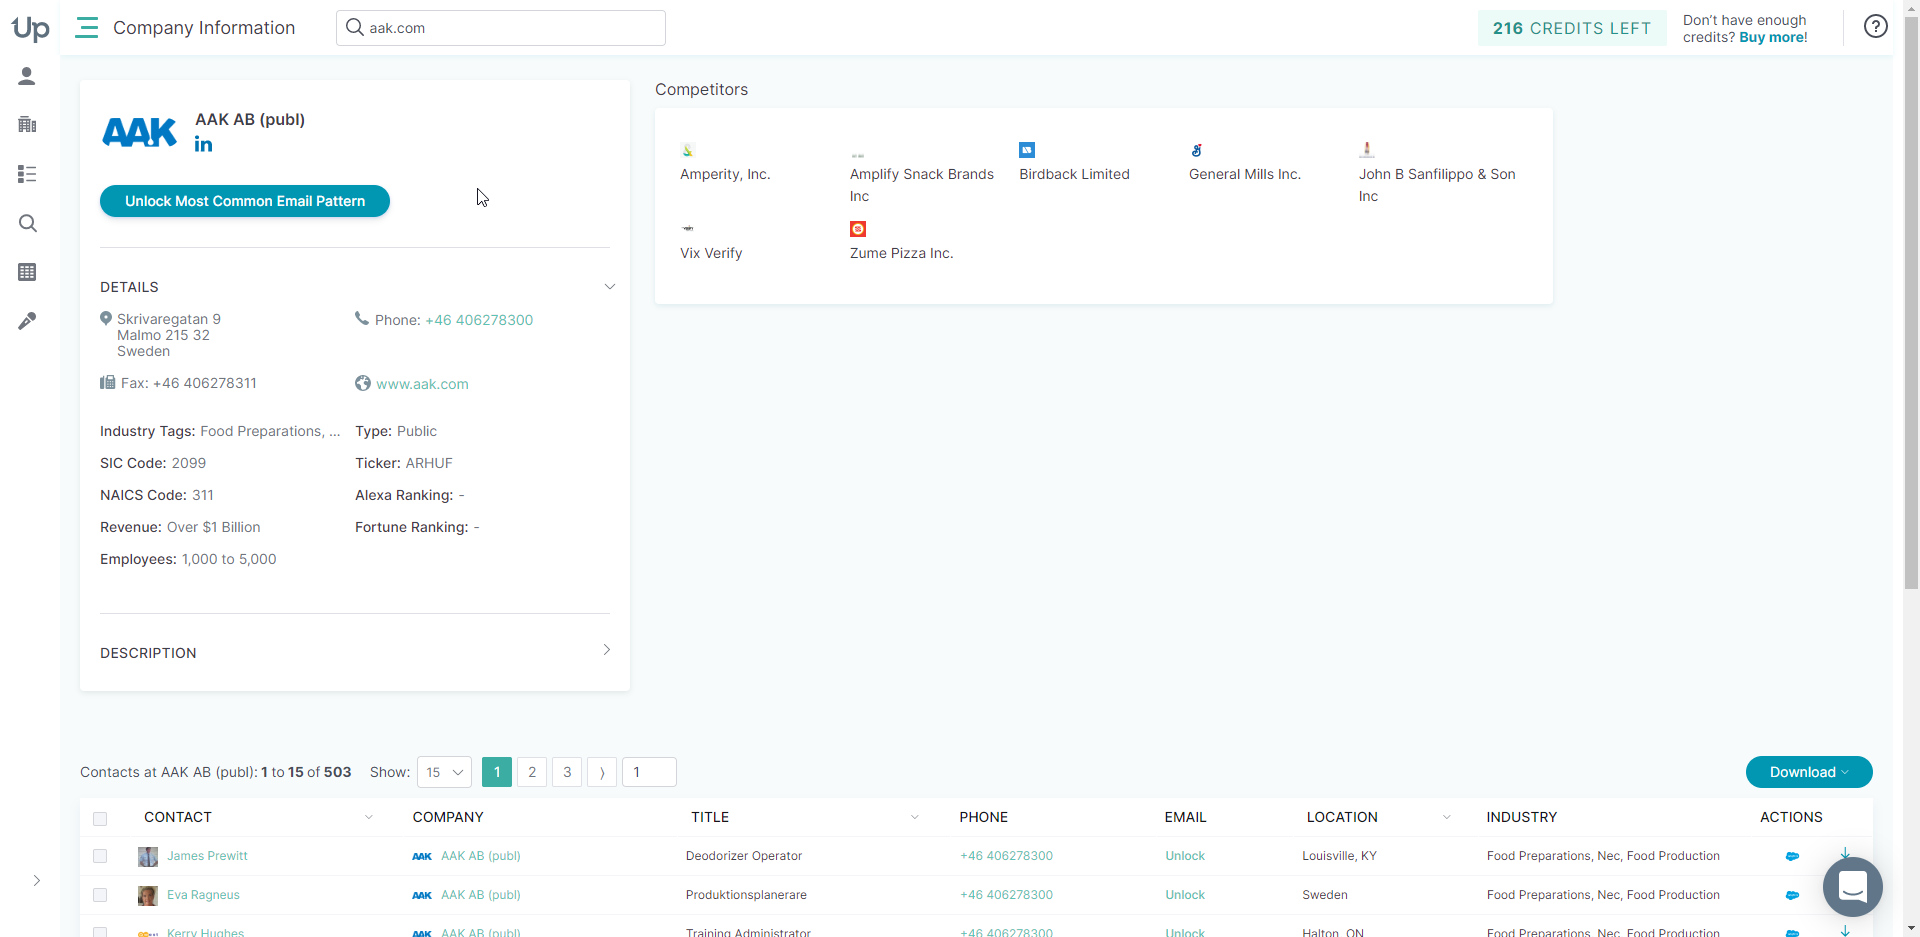 Up
Company Information
aak.com
216 CREDITS LEFT
Don't have enough
credits? Buy more!
?
AAK
AAK AB (publ)
in
Unlock Most Common Email Pattern
DETAILS
Skrivaregatan 9
Malmo 215 32
Sweden
Phone: +46 406278300
Fax: +46 406278311
www.aak.com
Industry Tags: Food Preparations, ...
Type: Public
SIC Code: 2099
Ticker: ARHUF
NAICS Code: 311
Alexa Ranking: -
Revenue: Over $1 Billion
Fortune Ranking: -
Employees: 1,000 to 5,000
DESCRIPTION
Competitors
Amperity, Inc.
Amplify Snack Brands
Inc
Birdback Limited
General Mills Inc.
John B Sanfilippo & Son
Inc
Vix Verify
Zume Pizza Inc.
Contacts at AAK AB (publ): 1 to 15 of 503 Show: 15 1 2 3 ⟩ 1
Download
CONTACT COMPANY TITLE PHONE EMAIL LOCATION INDUSTRY ACTIONS
James Prewitt AAK AAK AB (publ) Deodorizer Operator +46 406278300 Unlock Louisville, KY Food Preparations, Nec, Food Production
Eva Ragneus AAK AAK AB (publ) Produktionsplanerare +46 406278300 Unlock Sweden Food Preparations, Nec, Food Production
Kerry Hughes AAK AAK AB (publ) Training Administrator +46 406278300 Unlock Halton, ON Food Preparations, Nec, Food Production